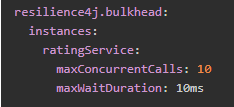 resilience4j.bulkhead:
  instances:
    ratingService:
      maxConcurrentCalls: 10
      maxWaitDuration: 10ms